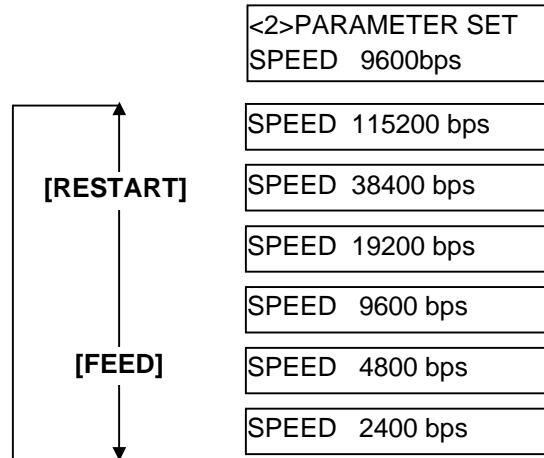 <2>PARAMETER SET
SPEED 9600bps
SPEED 115200 bps
[RESTART]
SPEED 38400 bps
SPEED 19200 bps
SPEED 9600 bps
[FEED]
SPEED 4800 bps
SPEED 2400 bps